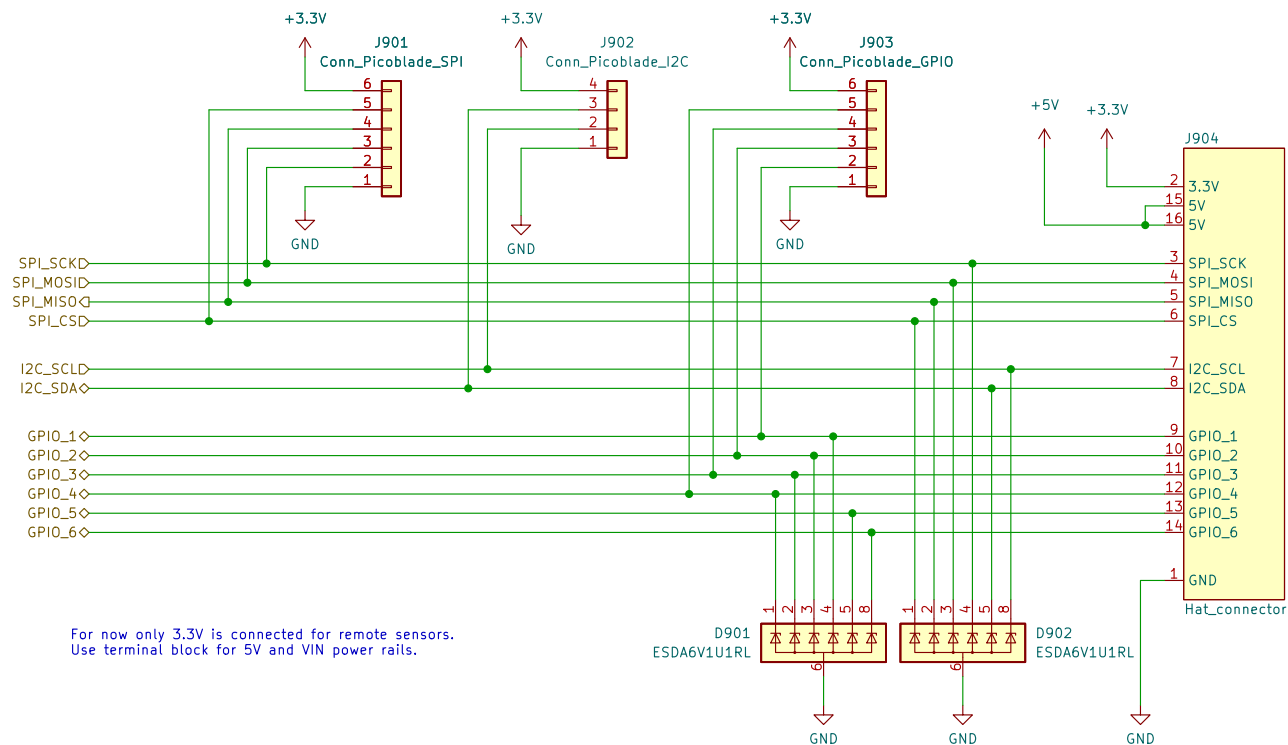 +3.3V
+3.3V
+3.3V
J901
Conn_Picoblade_SPI
6
5
4
3
2
1
GND
J902
Conn_Picoblade_I2C
4
3
2
1
GND
J903
Conn_Picoblade_GPIO
6
5
4
3
2
1
GND
+5V
+3.3V
J904
2 3.3V
15 5V
16 5V
3 SPI_SCK
4 SPI_MOSI
5 SPI_MISO
6 SPI_CS
7 I2C_SCL
8 I2C_SDA
9 GPIO_1
10 GPIO_2
11 GPIO_3
12 GPIO_4
13 GPIO_5
14 GPIO_6
1 GND
Hat_connector
SPI_SCK
SPI_MOSI
SPI_MISO
SPI_CS
I2C_SCL
I2C_SDA
GPIO_1
GPIO_2
GPIO_3
GPIO_4
GPIO_5
GPIO_6
For now only 3.3V is connected for remote sensors.
Use terminal block for 5V and VIN power rails.
D901
ESDA6V1U1RL
1 2 3 4 5 8
6
GND
1 2 3 4 5 8
D902
ESDA6V1U1RL
6
GND
GND